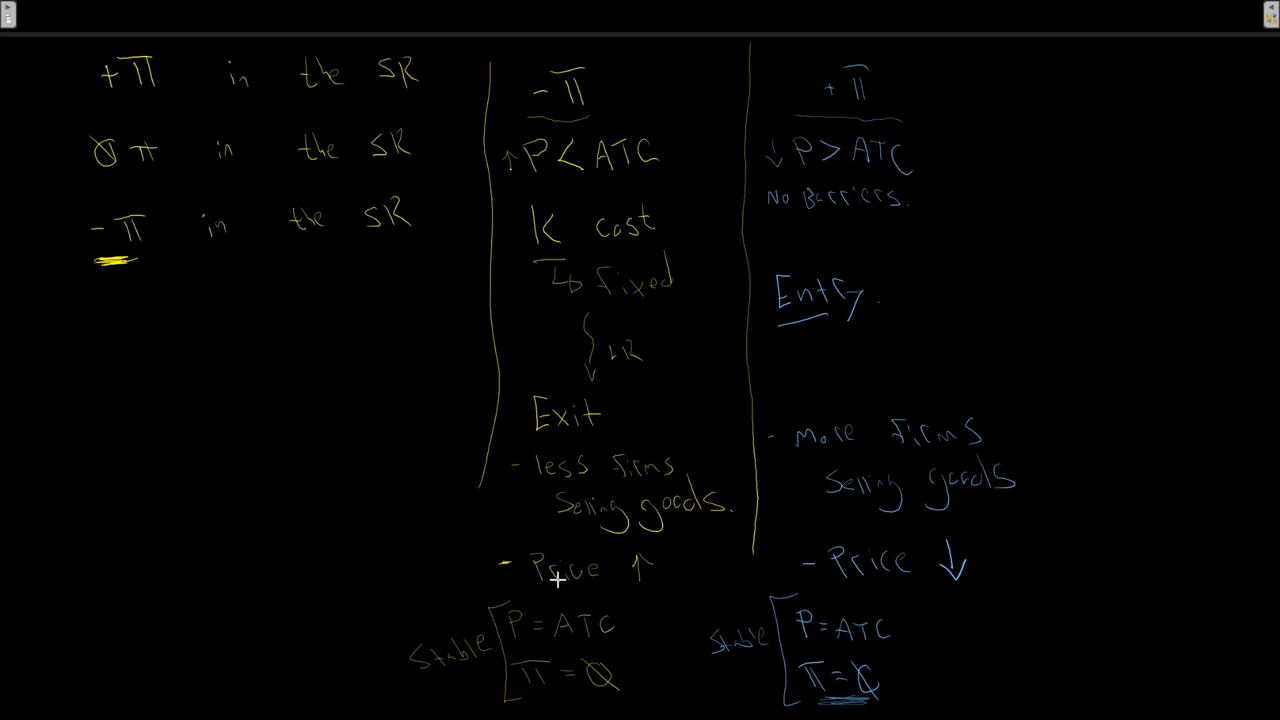 +π in the SR
0 π in the SR
-π in the SR
-π
↑ P < ATC
K cost
↳ fixed
LR
Exit
- less firms
selling goods.
- Price ↑
Stable
P = ATC
π = 0
+π
↓ P > ATC
No Barriers.
Entry.
- More firms
selling goods
- Price ↓
Stable
P = ATC
π = 0